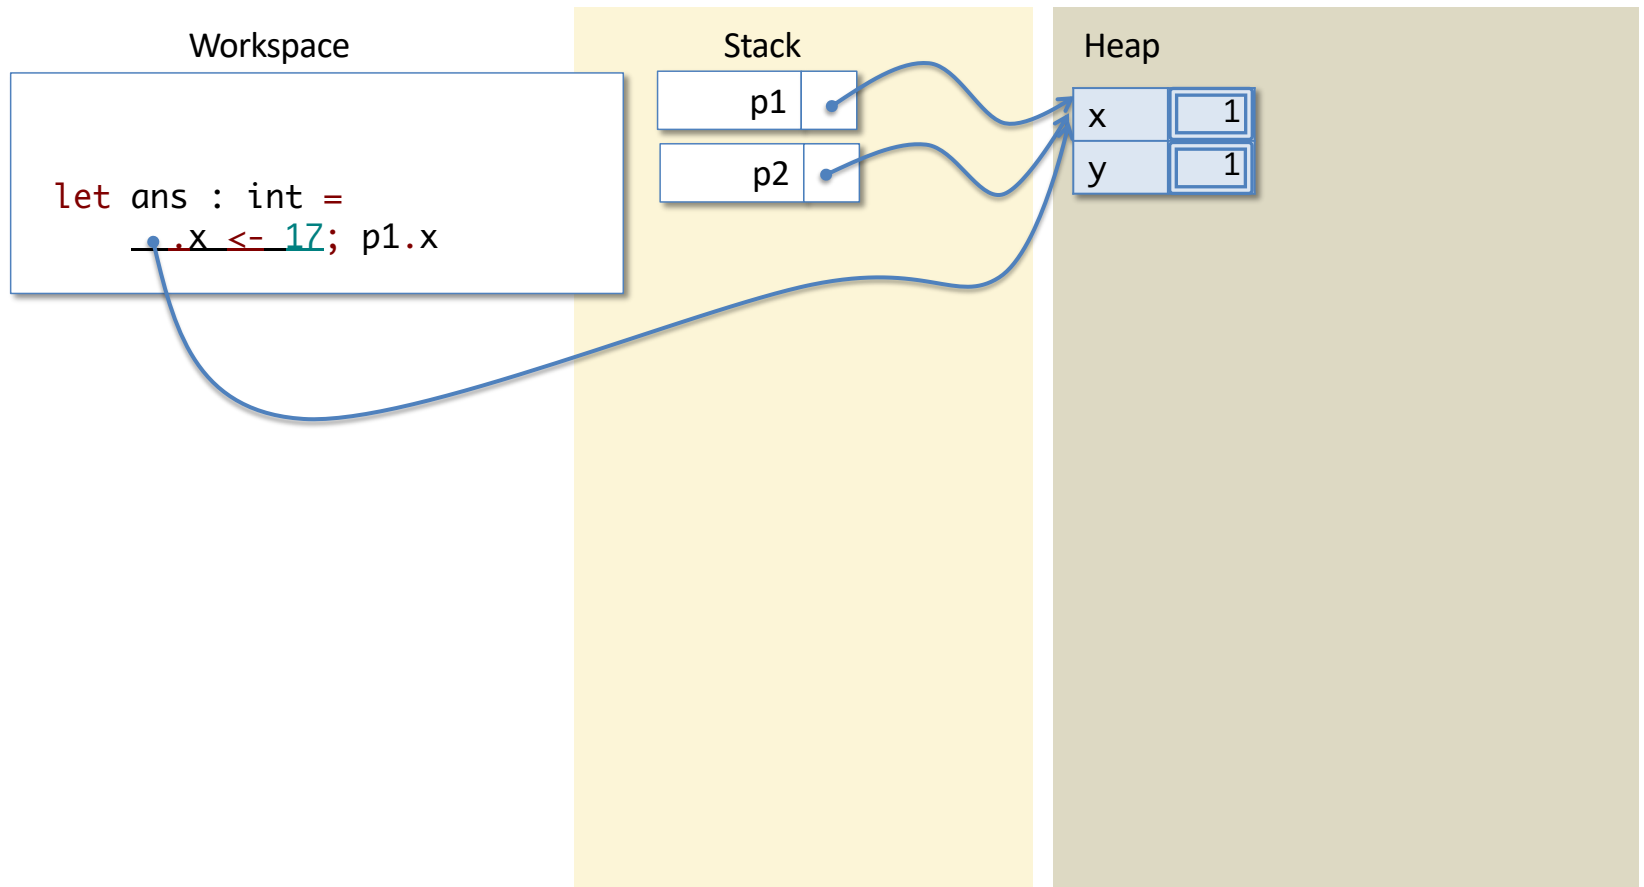 Workspace
Stack
Heap
let ans : int =
.x <- 17; p1.x
p1
p2
x 1
y 1